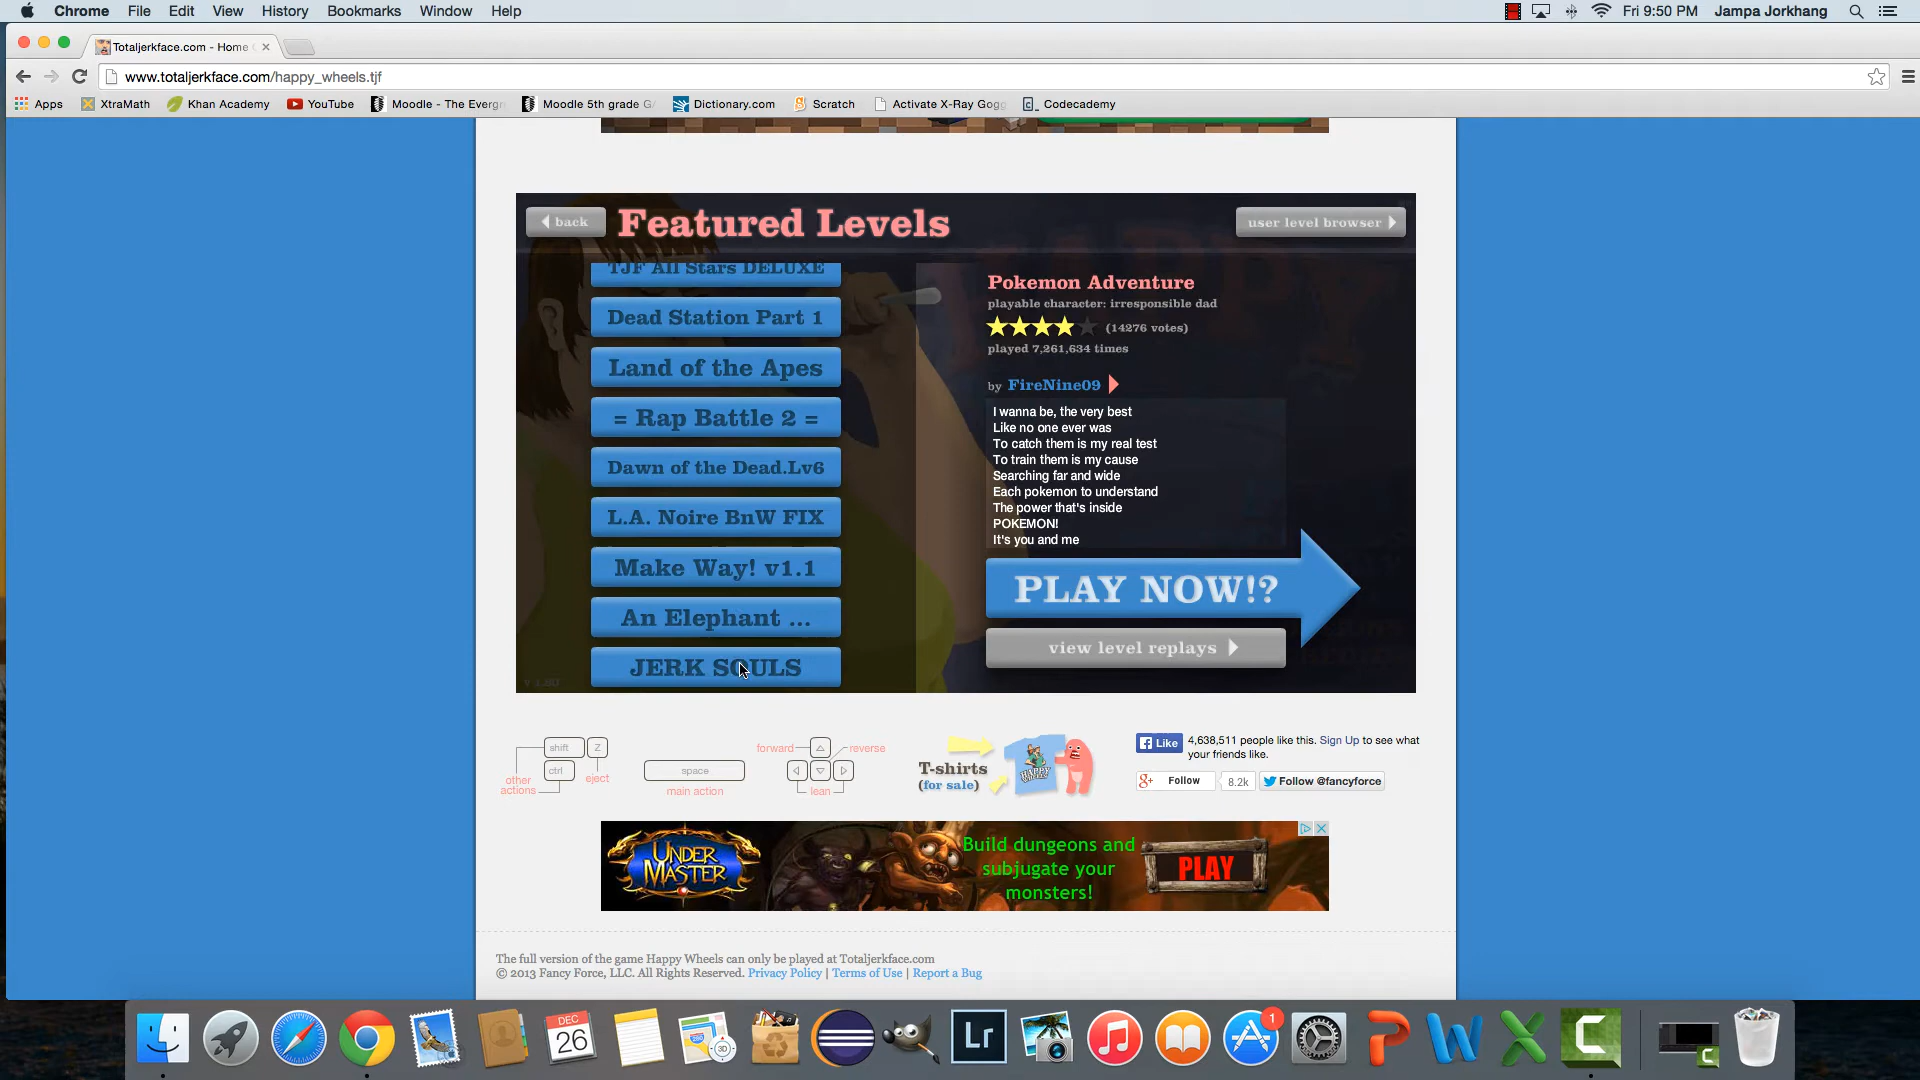 Chrome File Edit View History Bookmarks Window Help
Fri 9:50 PM Jampa Jorkhang
Totaljerkface.com - Home
www.totaljerkface.com/happy_wheels.tjf
Apps XtraMath Khan Academy YouTube Moodle - The Evergr Moodle 5th grade G Dictionary.com Scratch Activate X-Ray Gogg Codecademy
back Featured Levels user level browser
TJF All Stars DELUXE
Dead Station Part 1
Land of the Apes
= Rap Battle 2 =
Dawn of the Dead.Lv6
L.A. Noire BnW FIX
Make Way! v1.1
An Elephant ...
JERK SOULS
v 1.80
Pokemon Adventure
playable character: irresponsible dad
(14276 votes)
played 7,261,634 times
by FireNine09
I wanna be, the very best
Like no one ever was
To catch them is my real test
To train them is my cause
Searching far and wide
Each pokemon to understand
The power that's inside
POKEMON!
It's you and me
PLAY NOW!?
view level replays
shift Z
ctrl
other
actions
eject
space
main action
forward
reverse
lean
T-shirts
(for sale)
HAPPY
Like 4,638,511 people like this. Sign Up to see what
your friends like.
Follow 8.2k Follow @fancyforce
UNDER
MASTER
Build dungeons and
subjugate your
monsters!
PLAY
The full version of the game Happy Wheels can only be played at Totaljerkface.com
© 2013 Fancy Force, LLC. All Rights Reserved. Privacy Policy | Terms of Use | Report a Bug
DEC
26
Lr
1